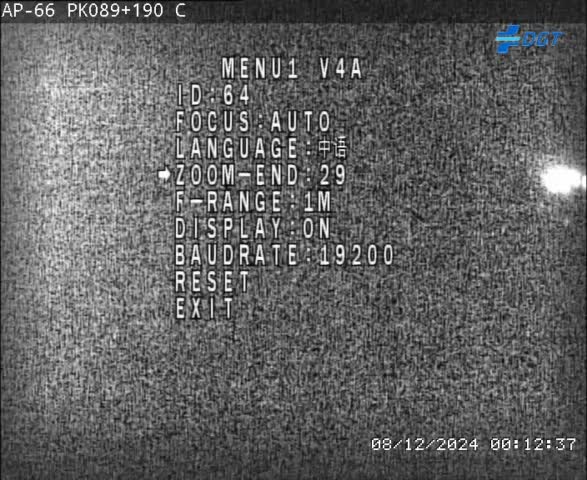 AP-66 PK089+190 C
DGT
MENU1 V4A
ID:64
FOCUS:AUTO
LANGUAGE:中语
ZOOM-END:29
F-RANGE:1M
DISPLAY:ON
BAUDRATE:19200
RESET
EXIT
08/12/2024 00:12:37